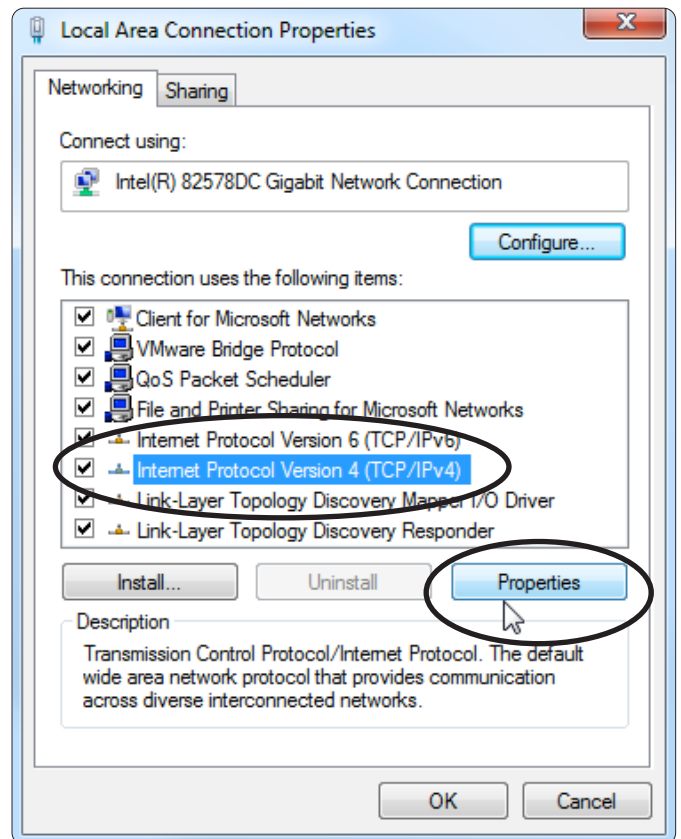 Local Area Connection Properties
Networking
Sharing
Connect using:
Intel(R) 82578DC Gigabit Network Connection
Configure...
This connection uses the following items:
Client for Microsoft Networks
VMware Bridge Protocol
QoS Packet Scheduler
File and Printer Sharing for Microsoft Networks
Internet Protocol Version 6 (TCP/IPv6)
Internet Protocol Version 4 (TCP/IPv4)
Link-Layer Topology Discovery Mapper I/O Driver
Link-Layer Topology Discovery Responder
Install...
Uninstall
Properties
Description
Transmission Control Protocol/Internet Protocol. The default
wide area network protocol that provides communication
across diverse interconnected networks.
OK
Cancel